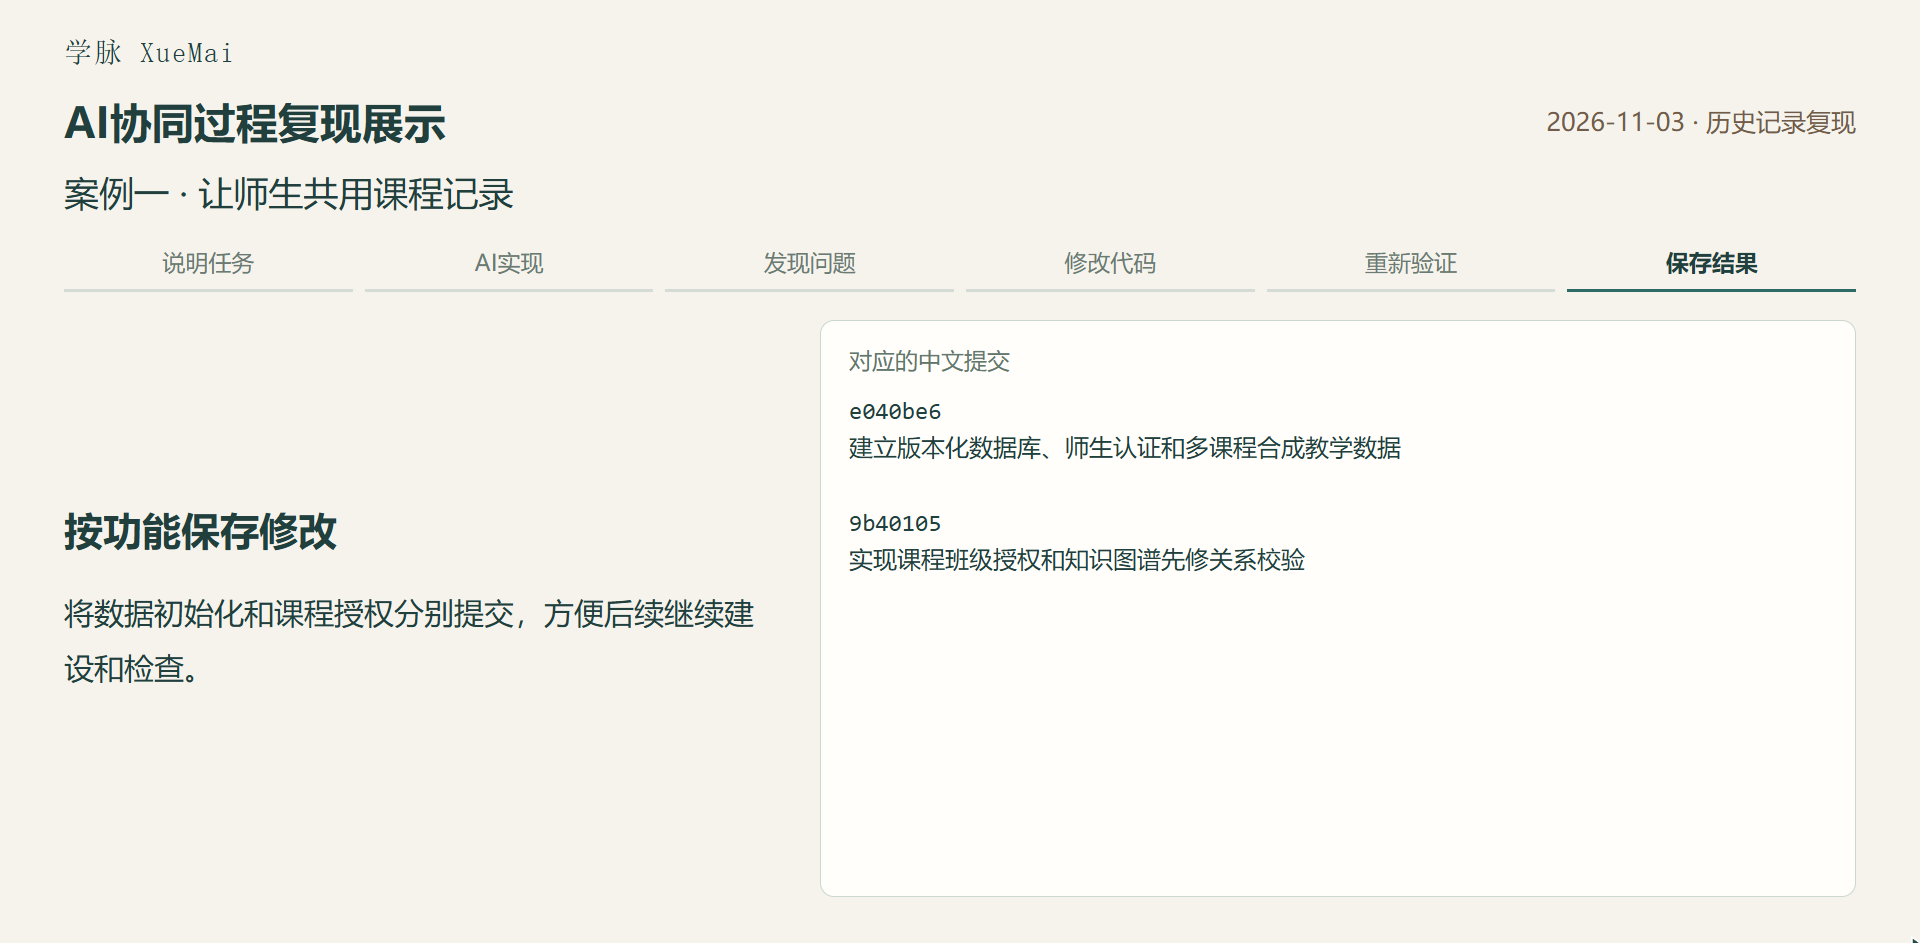 学脉 XueMai
AI协同过程复现展示
2026-11-03 · 历史记录复现
案例一 · 让师生共用课程记录
说明任务
AI实现
发现问题
修改代码
重新验证
保存结果
按功能保存修改
将数据初始化和课程授权分别提交，方便后续继续建
设和检查。
对应的中文提交
e040be6
建立版本化数据库、师生认证和多课程合成教学数据
9b40105
实现课程班级授权和知识图谱先修关系校验